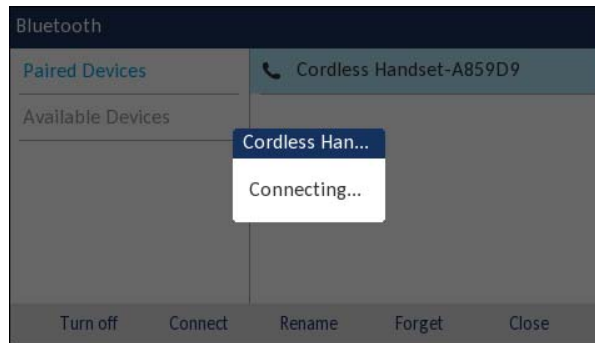 Bluetooth
Paired Devices
Cordless Handset-A859D9
Available Devices
Cordless Han...
Connecting...
Turn off Connect Rename Forget Close